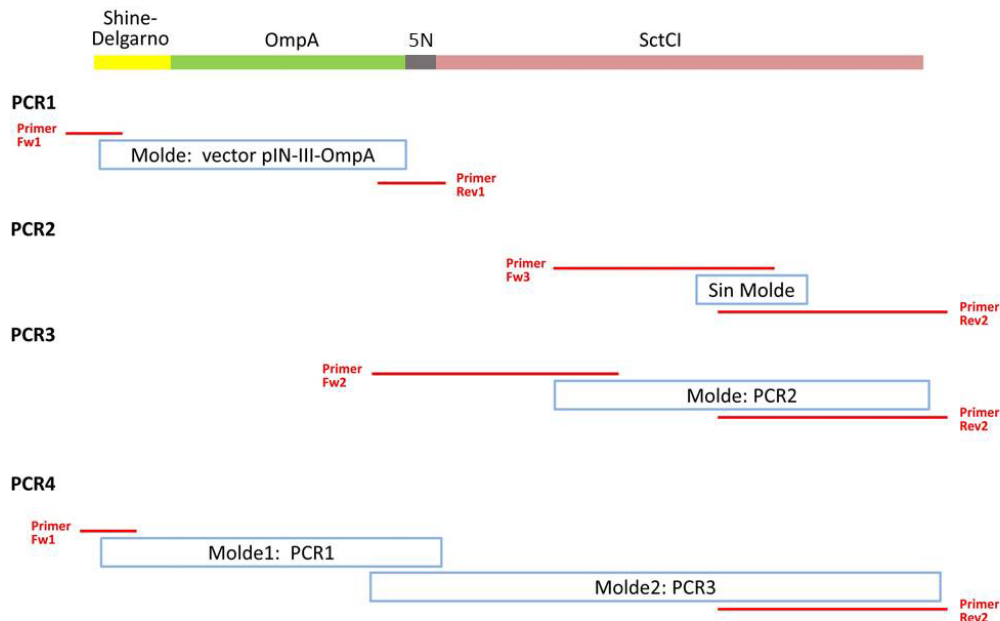 Shine-
Delgarno
OmpA
5N
SctCI
PCR1
Primer
Fw1
Molde: vector pIN-III-OmpA
Primer
Rev1
PCR2
Primer
Fw3
Sin Molde
Primer
Rev2
PCR3
Primer
Fw2
Molde: PCR2
Primer
Rev2
PCR4
Primer
Fw1
Molde1: PCR1
Molde2: PCR3
Primer
Rev2